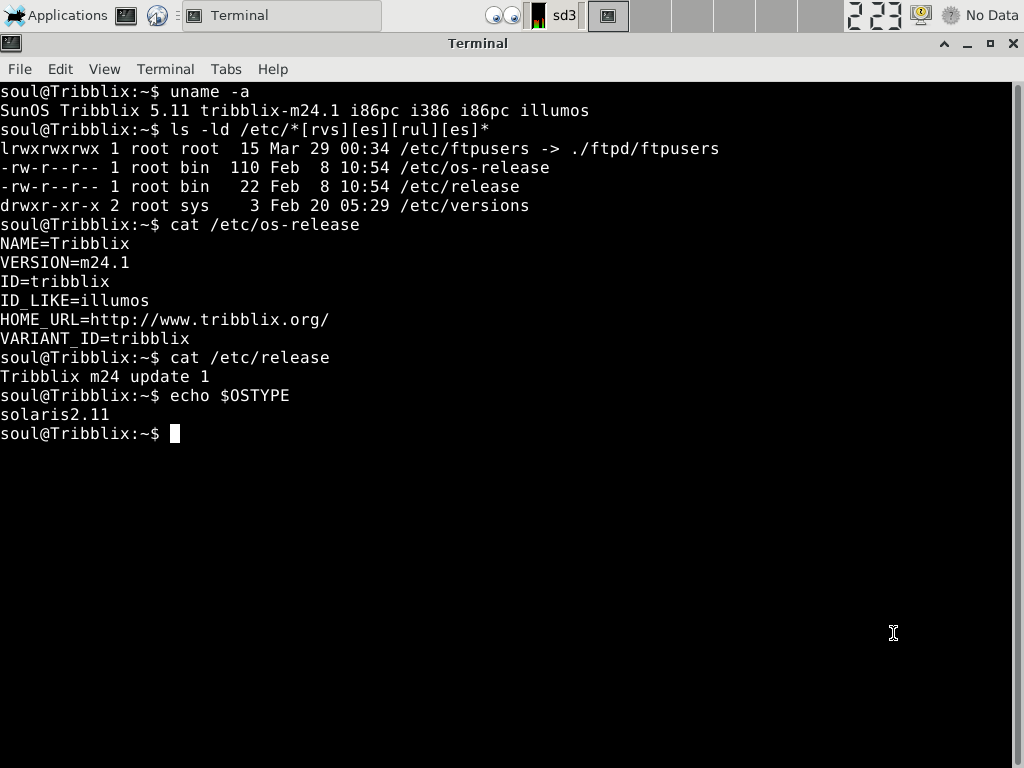 Applications
Terminal
sd3
2 23
No Data
Terminal
File Edit View Terminal Tabs Help
soul@Tribblix:~$ uname -a
SunOS Tribblix 5.11 tribblix-m24.1 i86pc i386 i86pc illumos
soul@Tribblix:~$ ls -ld /etc/*[rvs][es][rul][es]*
lrwxrwxrwx 1 root root  15 Mar 29 00:34 /etc/ftpusers -> ./ftpd/ftpusers
-rw-r--r-- 1 root bin  110 Feb  8 10:54 /etc/os-release
-rw-r--r-- 1 root bin   22 Feb  8 10:54 /etc/release
drwxr-xr-x 2 root sys    3 Feb 20 05:29 /etc/versions
soul@Tribblix:~$ cat /etc/os-release
NAME=Tribblix
VERSION=m24.1
ID=tribblix
ID_LIKE=illumos
HOME_URL=http://www.tribblix.org/
VARIANT_ID=tribblix
soul@Tribblix:~$ cat /etc/release
Tribblix m24 update 1
soul@Tribblix:~$ echo $OSTYPE
solaris2.11
soul@Tribblix:~$